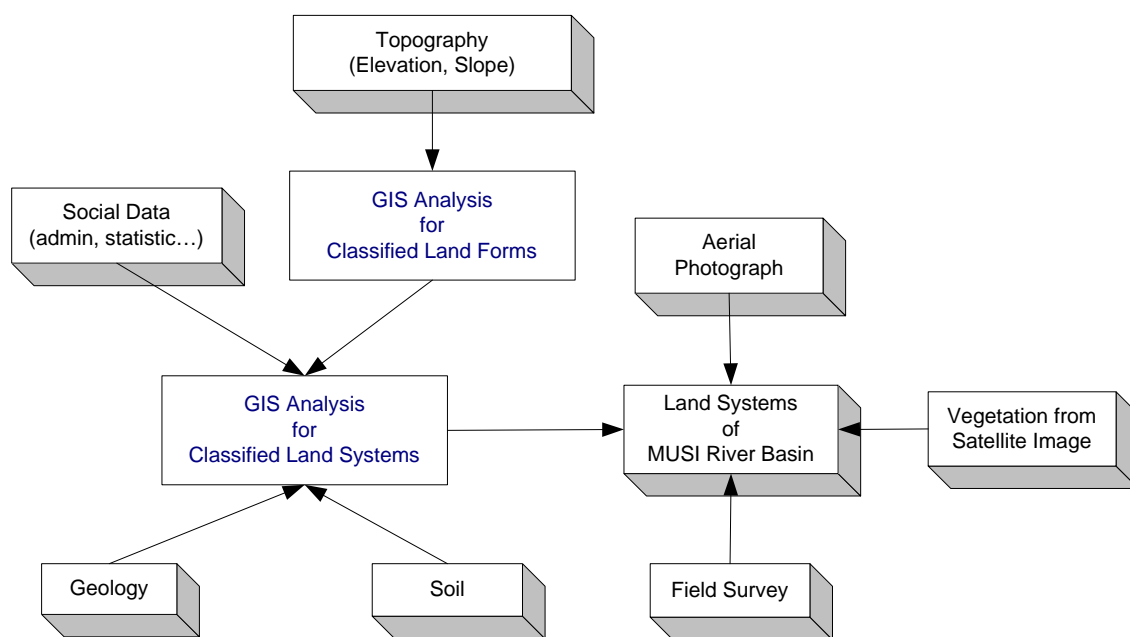 Topography
(Elevation, Slope)
GIS Analysis
for
Classified Land Forms
Social Data
(admin, statistic…)
Aerial
Photograph
GIS Analysis
for
Classified Land Systems
Land Systems
of
MUSI River Basin
Vegetation from
Satellite Image
Geology
Soil
Field Survey